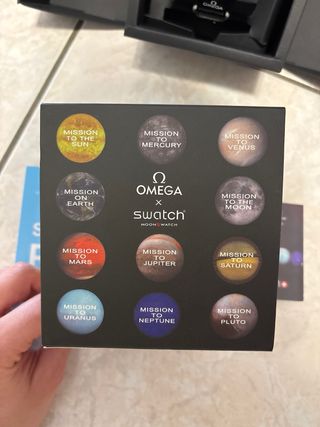 OMEGA
MISSION
TO THE
SUN
MISSION
TO
MERCURY
MISSION
TO
VENUS
MISSION
ON
EARTH
Ω
OMEGA
×
swatch
MOONSWATCH
MISSION
TO THE
MOON
MISSION
TO
MARS
MISSION
TO
JUPITER
MISSION
TO
SATURN
MISSION
TO
URANUS
MISSION
TO
NEPTUNE
MISSION
TO
PLUTO